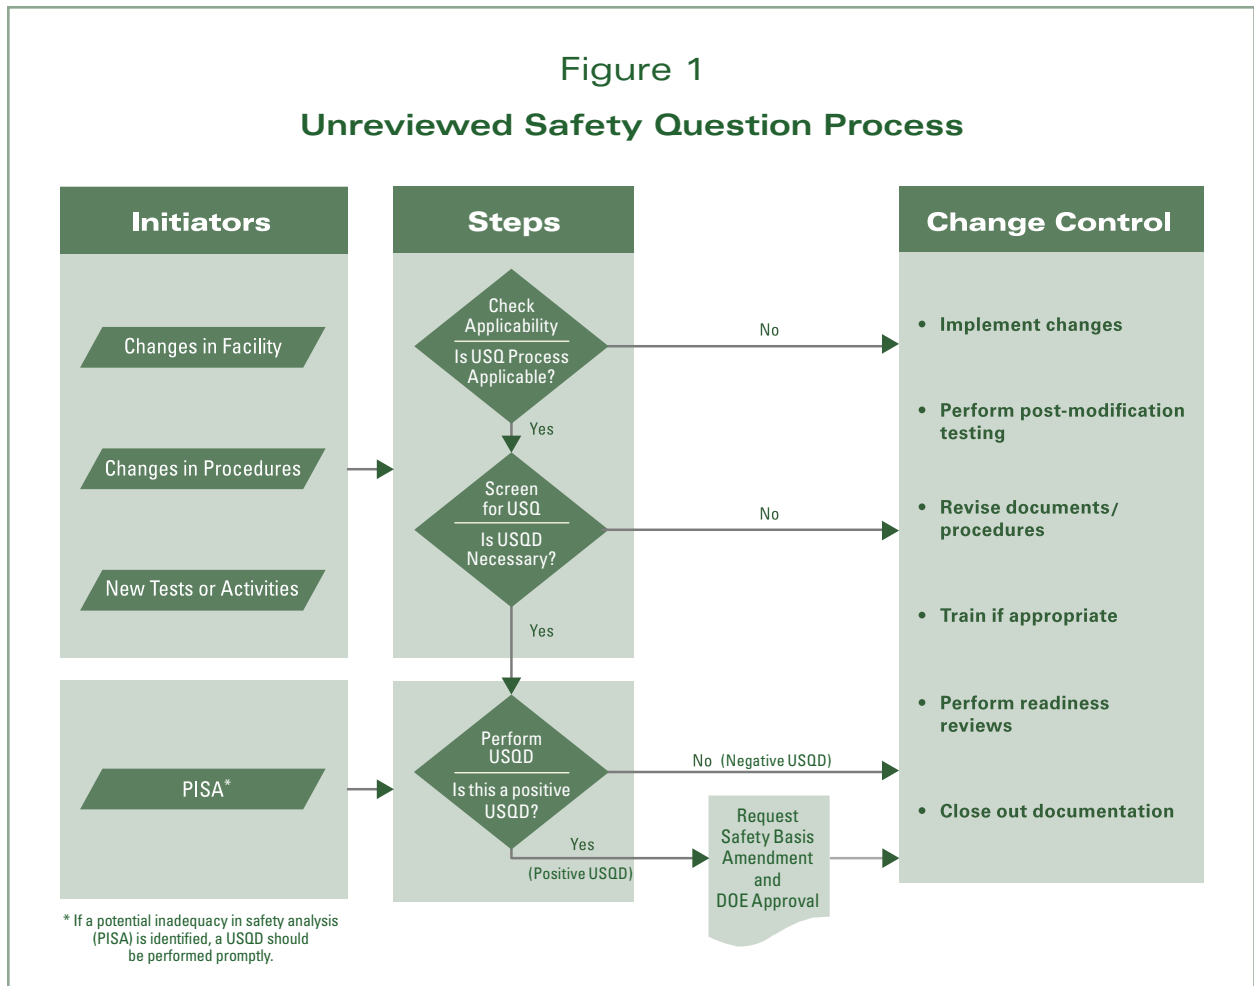 Figure 1
Unreviewed Safety Question Process
Initiators
Changes in Facility
Changes in Procedures
New Tests or Activities
PISA*
* If a potential inadequacy in safety analysis
(PISA) is identified, a USQD should
be performed promptly.
Steps
Check
Applicability
Is USQ Process
Applicable?
No
Yes
Screen
for USQ
Is USQD
Necessary?
No
Yes
Perform
USQD
Is this a positive
USQD?
No (Negative USQD)
Yes
(Positive USQD)
Request
Safety Basis
Amendment
and
DOE Approval
Change Control
• Implement changes
• Perform post-modification
testing
• Revise documents/
procedures
• Train if appropriate
• Perform readiness
reviews
• Close out documentation